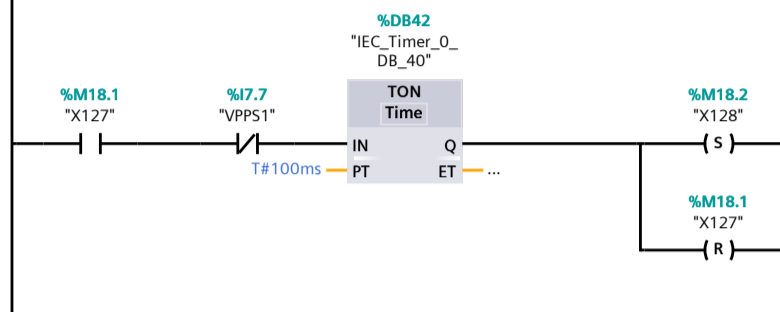 %DB42
"IEC_Timer_0_
DB_40"
%M18.1
"X127"
%I7.7
"VPPS1"
TON
Time
%M18.2
"X128"
IN
Q
S
T#100ms
PT
ET
...
%M18.1
"X127"
R